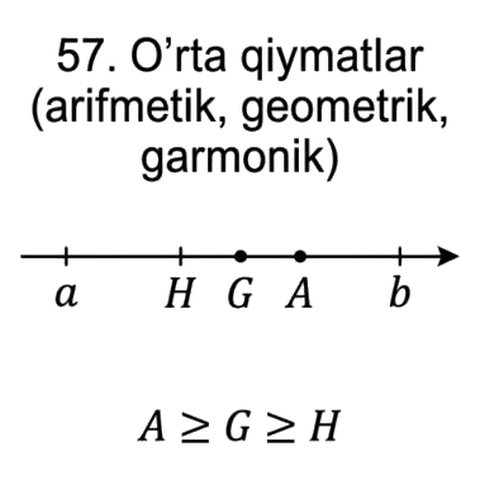 57. O’rta qiymatlar
(arifmetik, geometrik,
garmonik)
a H G A b
A ≥ G ≥ H